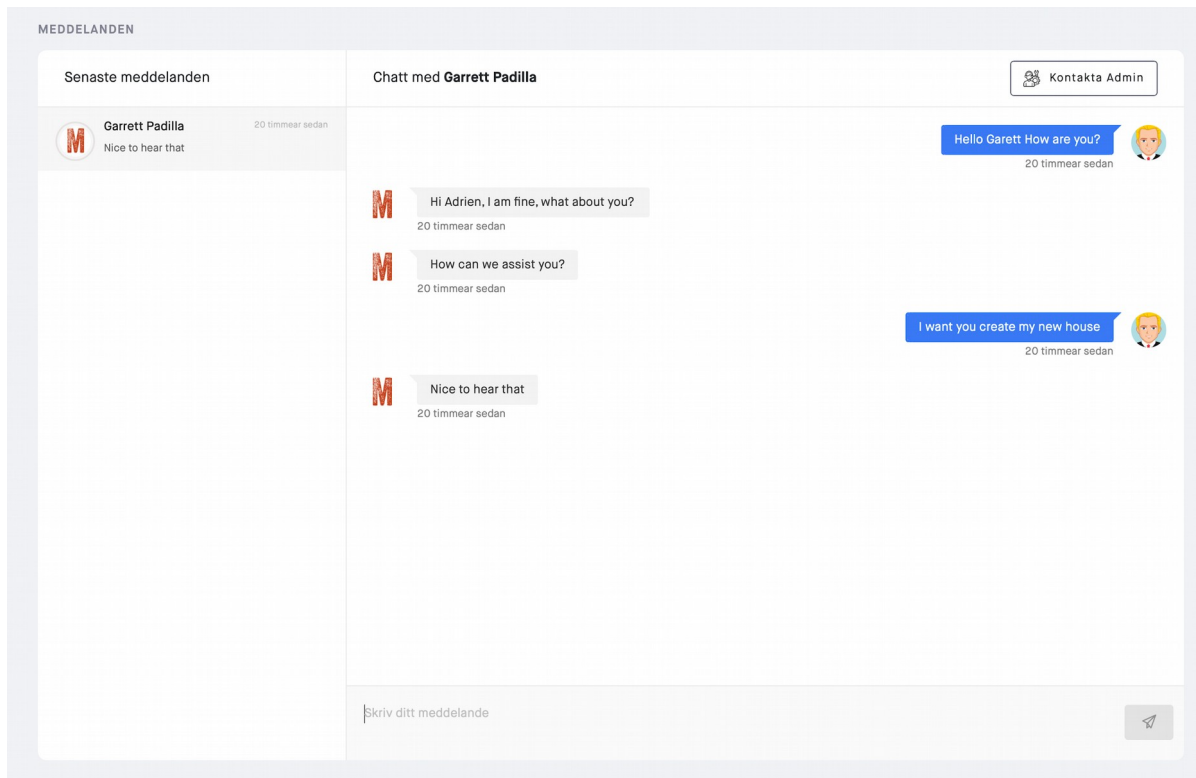 MEDDELANDEN
Senaste meddelanden
Chatt med Garrett Padilla
Kontakta Admin
M
Garrett Padilla
20 timmear sedan
Nice to hear that
Hello Garett How are you?
20 timmear sedan
M
Hi Adrien, I am fine, what about you?
20 timmear sedan
M
How can we assist you?
20 timmear sedan
I want you create my new house
20 timmear sedan
M
Nice to hear that
20 timmear sedan
Skriv ditt meddelande